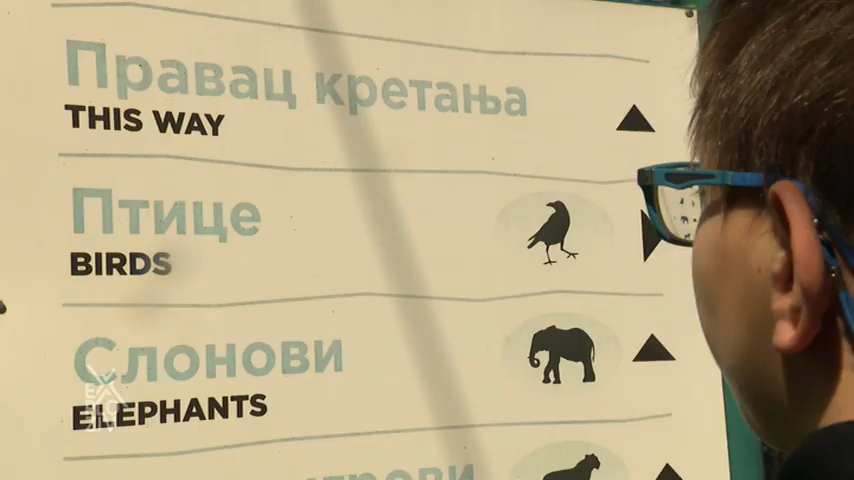 Правац кретања
THIS WAY
Птице
BIRDS
Слонови
ELEPHANTS